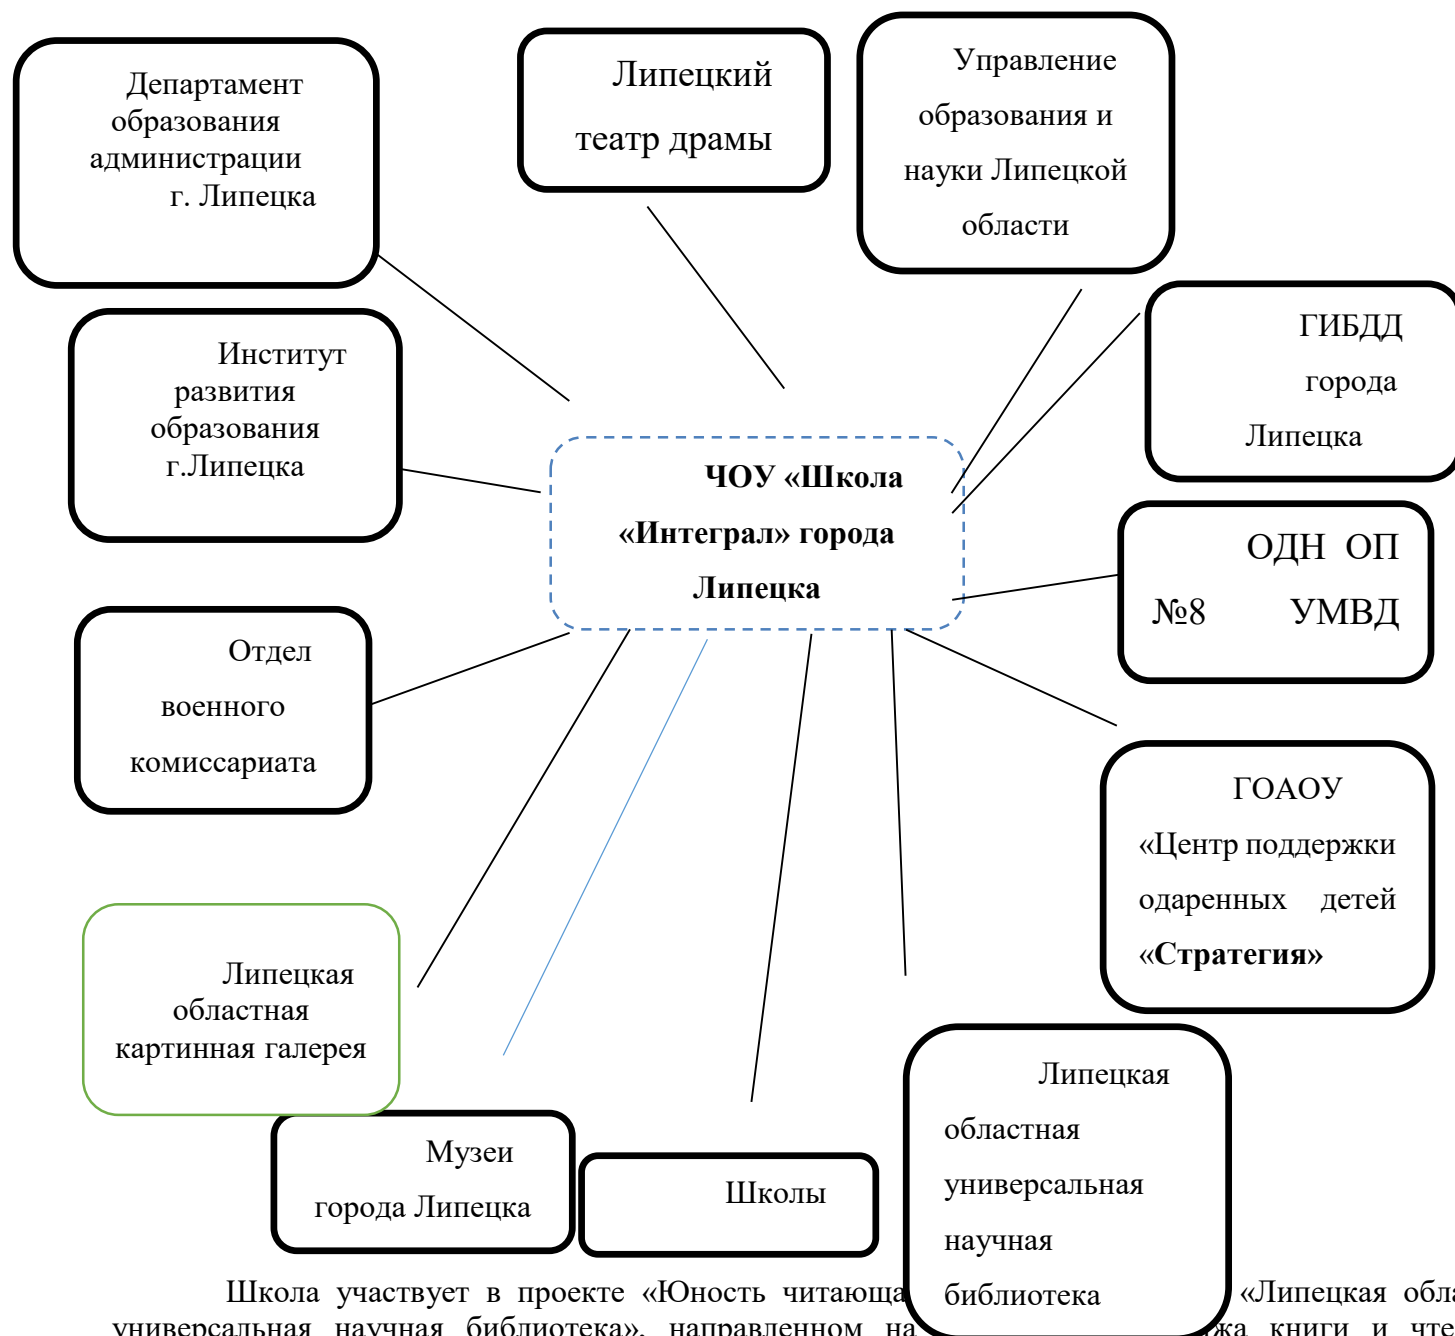 Департамент
образования
администрации
г. Липецка
Липецкий
театр драмы
Управление
образования и
науки Липецкой
области
Институт
развития
образования
г.Липецка
ГИБДД
города
Липецка
ЧОУ «Школа
«Интеграл» города
Липецка
ОДН ОП
№8 УМВД
Отдел
военного
комиссариата
ГОАОУ
«Центр поддержки
одаренных детей
«Стратегия»
Липецкая
областная
картинная галерея
Музеи
города Липецка
Школы
Липецкая
областная
универсальная
научная
библиотека
Школа участвует в проекте «Юность читающа «Липецкая обла
универсальная научная библиотека», направленном на жа книги и чте